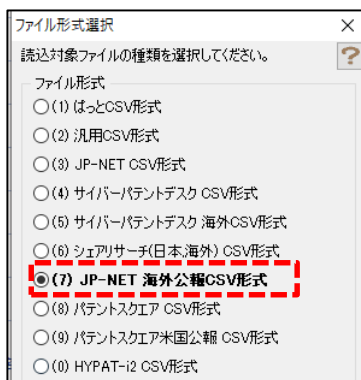 ファイル形式選択
読込対象ファイルの種類を選択してください。
?
ファイル形式
(1) ぱっとCSV形式
(2) 汎用CSV形式
(3) JP-NET CSV形式
(4) サイバーパテントデスク CSV形式
(5) サイバーパテントデスク 海外CSV形式
(6) シェアリサーチ(日本,海外) CSV形式
(7) JP-NET 海外公報CSV形式
(8) パテントスクエア CSV形式
(9) パテントスクエア米国公報 CSV形式
(0) HYPAT-i2 CSV形式